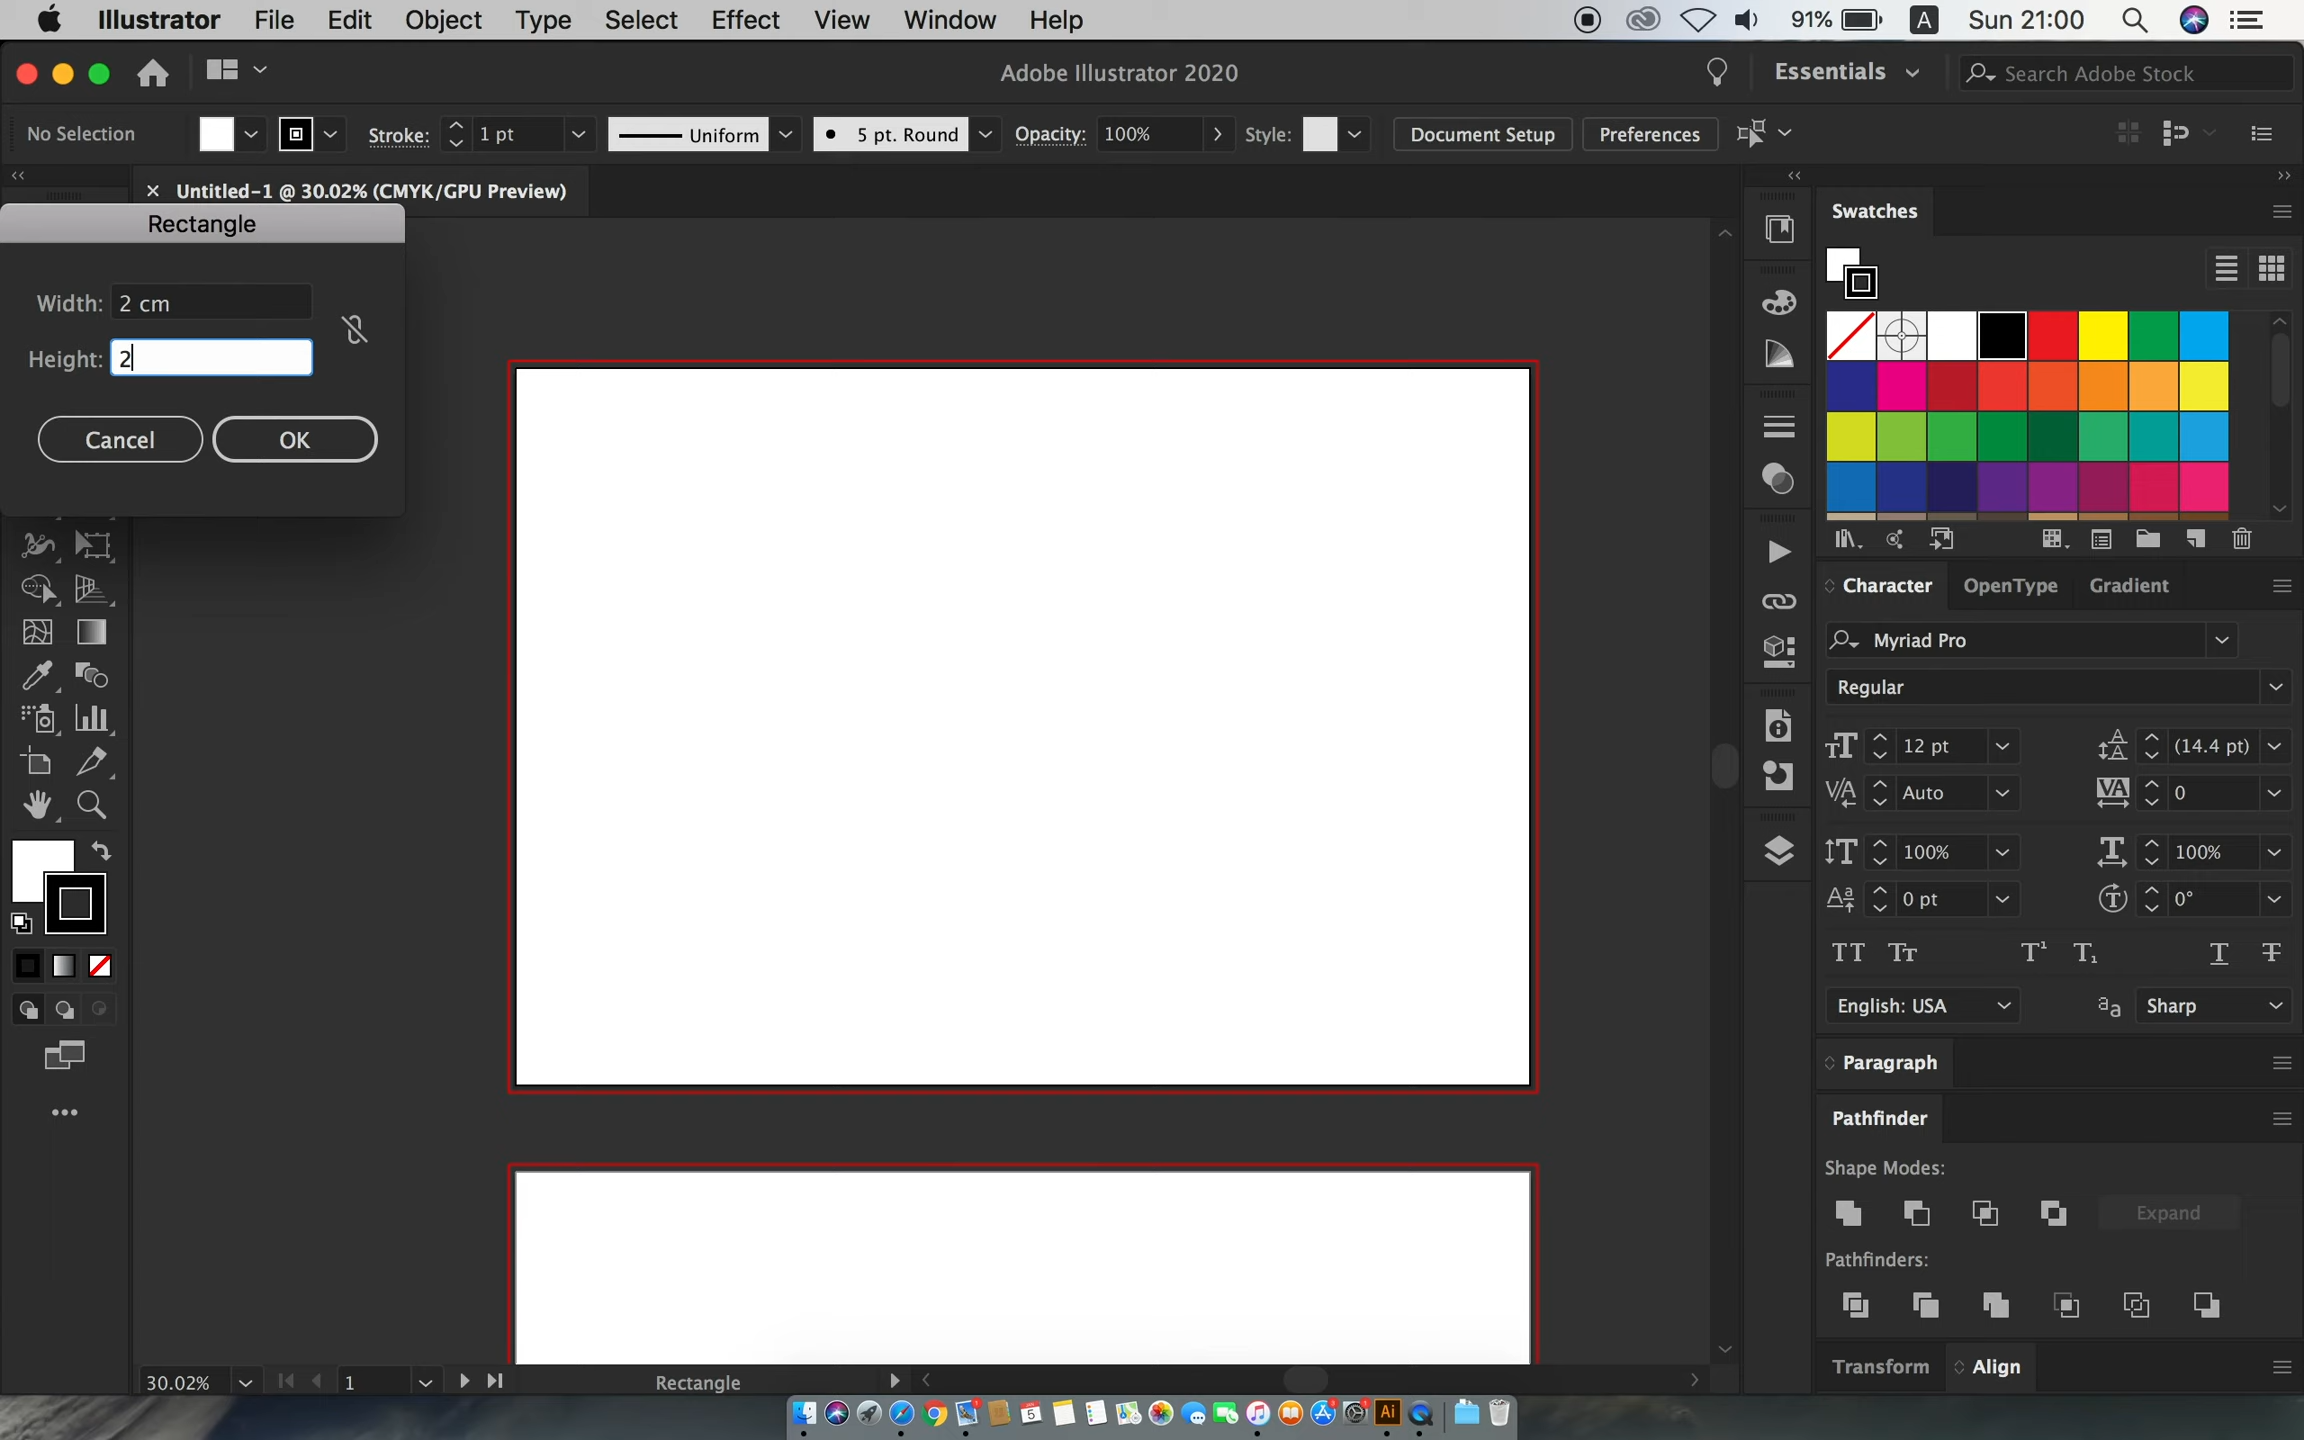 Illustrator File Edit Object Type Select Effect View Window Help
91% A Sun 21:00
Adobe Illustrator 2020
Essentials
Search Adobe Stock
No Selection
Stroke: 1 pt
Uniform
5 pt. Round
Opacity: 100%
Style:
Document Setup
Preferences
× Untitled-1 @ 30.02% (CMYK/GPU Preview)
Rectangle
Width: 2 cm
Height: 2
Cancel
OK
Swatches
Character OpenType Gradient
Myriad Pro
Regular
12 pt
(14.4 pt)
Auto
0
100%
100%
0 pt
0°
English: USA
Sharp
Paragraph
Pathfinder
Shape Modes:
Expand
Pathfinders:
Transform Align
30.02%
1
Rectangle
5
Ai